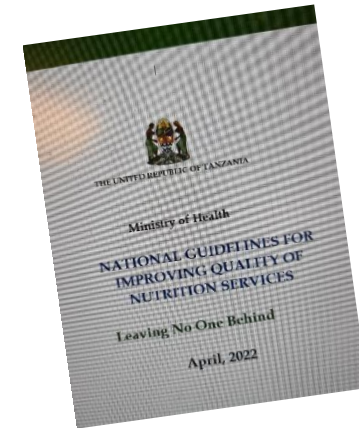 THE UNITED REPUBLIC OF TANZANIA
Ministry of Health
NATIONAL GUIDELINES FOR
IMPROVING QUALITY OF
NUTRITION SERVICES
Leaving No One Behind
April, 2022